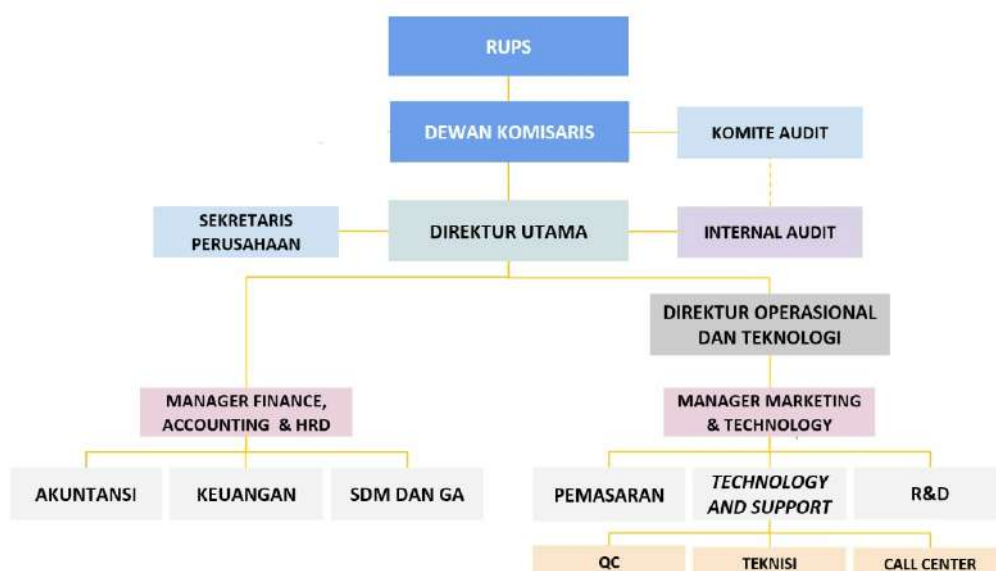 RUPS
DEWAN KOMISARIS
KOMITE AUDIT
SEKRETARIS
PERUSAHAAN
DIREKTUR UTAMA
INTERNAL AUDIT
DIREKTUR OPERASIONAL
DAN TEKNOLOGI
MANAGER FINANCE,
ACCOUNTING & HRD
MANAGER MARKETING
& TECHNOLOGY
AKUNTANSI
KEUANGAN
SDM DAN GA
PEMASARAN
TECHNOLOGY
AND SUPPORT
R&D
QC
TEKNISI
CALL CENTER